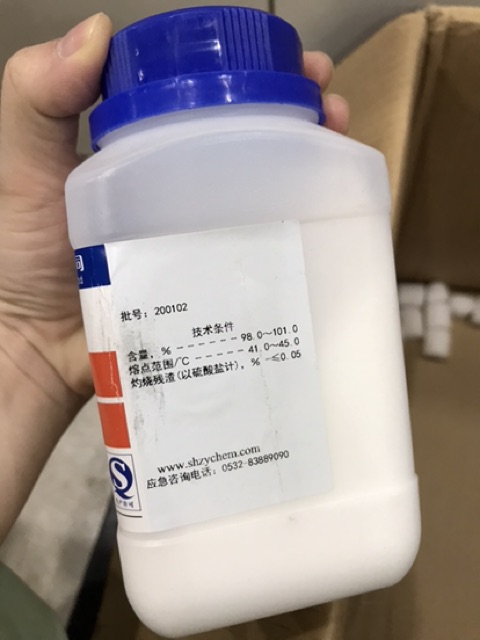 司
批号：200102
技术条件
含量，% ------- 98.0~101.0
熔点范围/℃ ----- 41.0~45.0
灼烧残渣(以硫酸盐计)，% -≤0.05
www.shzychem.com
应急咨询电话：0532-83889090